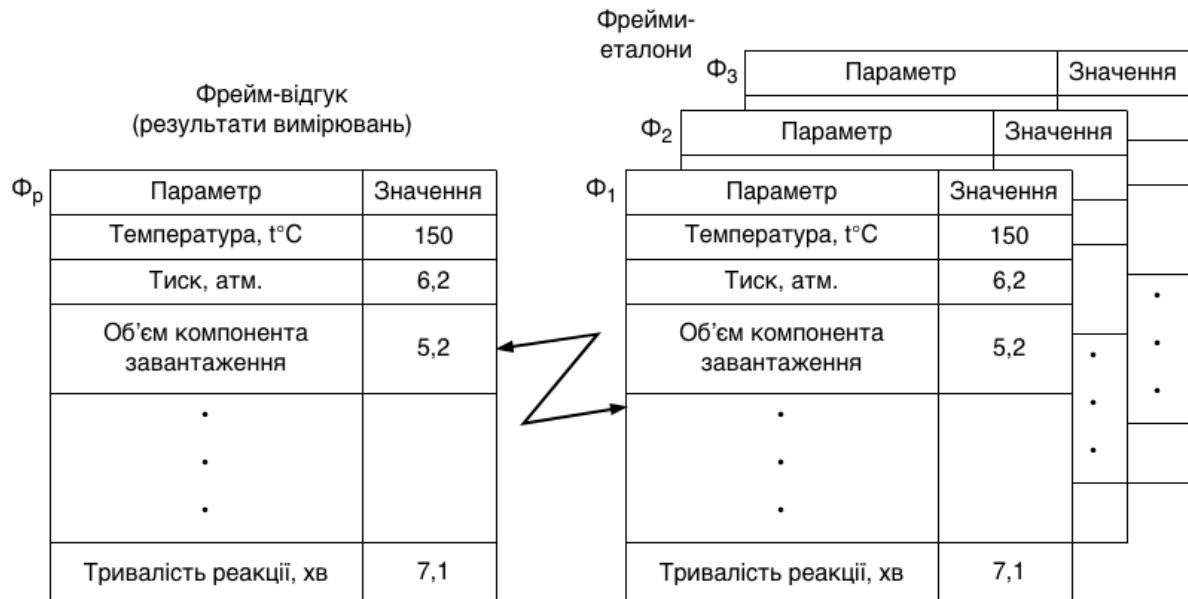 Фрейм-відгук
(результати вимірювань)
Φр
Параметр Значення
Температура, t°C 150
Тиск, атм. 6,2
Об’єм компонента
завантаження
5,2
Тривалість реакції, хв 7,1
Фрейми-
еталони
Φ3 Параметр Значення
Φ2 Параметр Значення
Φ1 Параметр Значення
Температура, t°C 150
Тиск, атм. 6,2
Об’єм компонента
завантаження
5,2
Тривалість реакції, хв 7,1